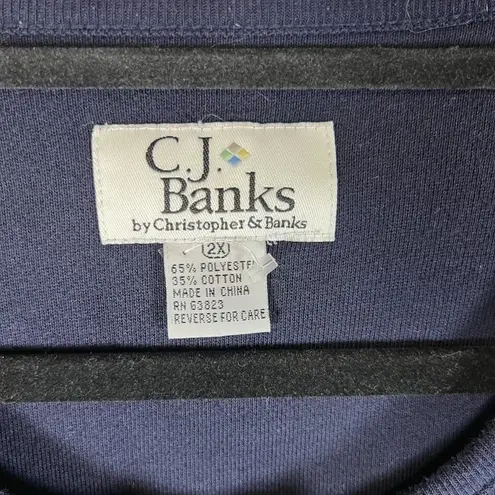 C.J.
Banks
by Christopher & Banks
2X
65% POLYESTE
35% COTTON
MADE IN CHINA
RN 63823
REVERSE FOR CARE